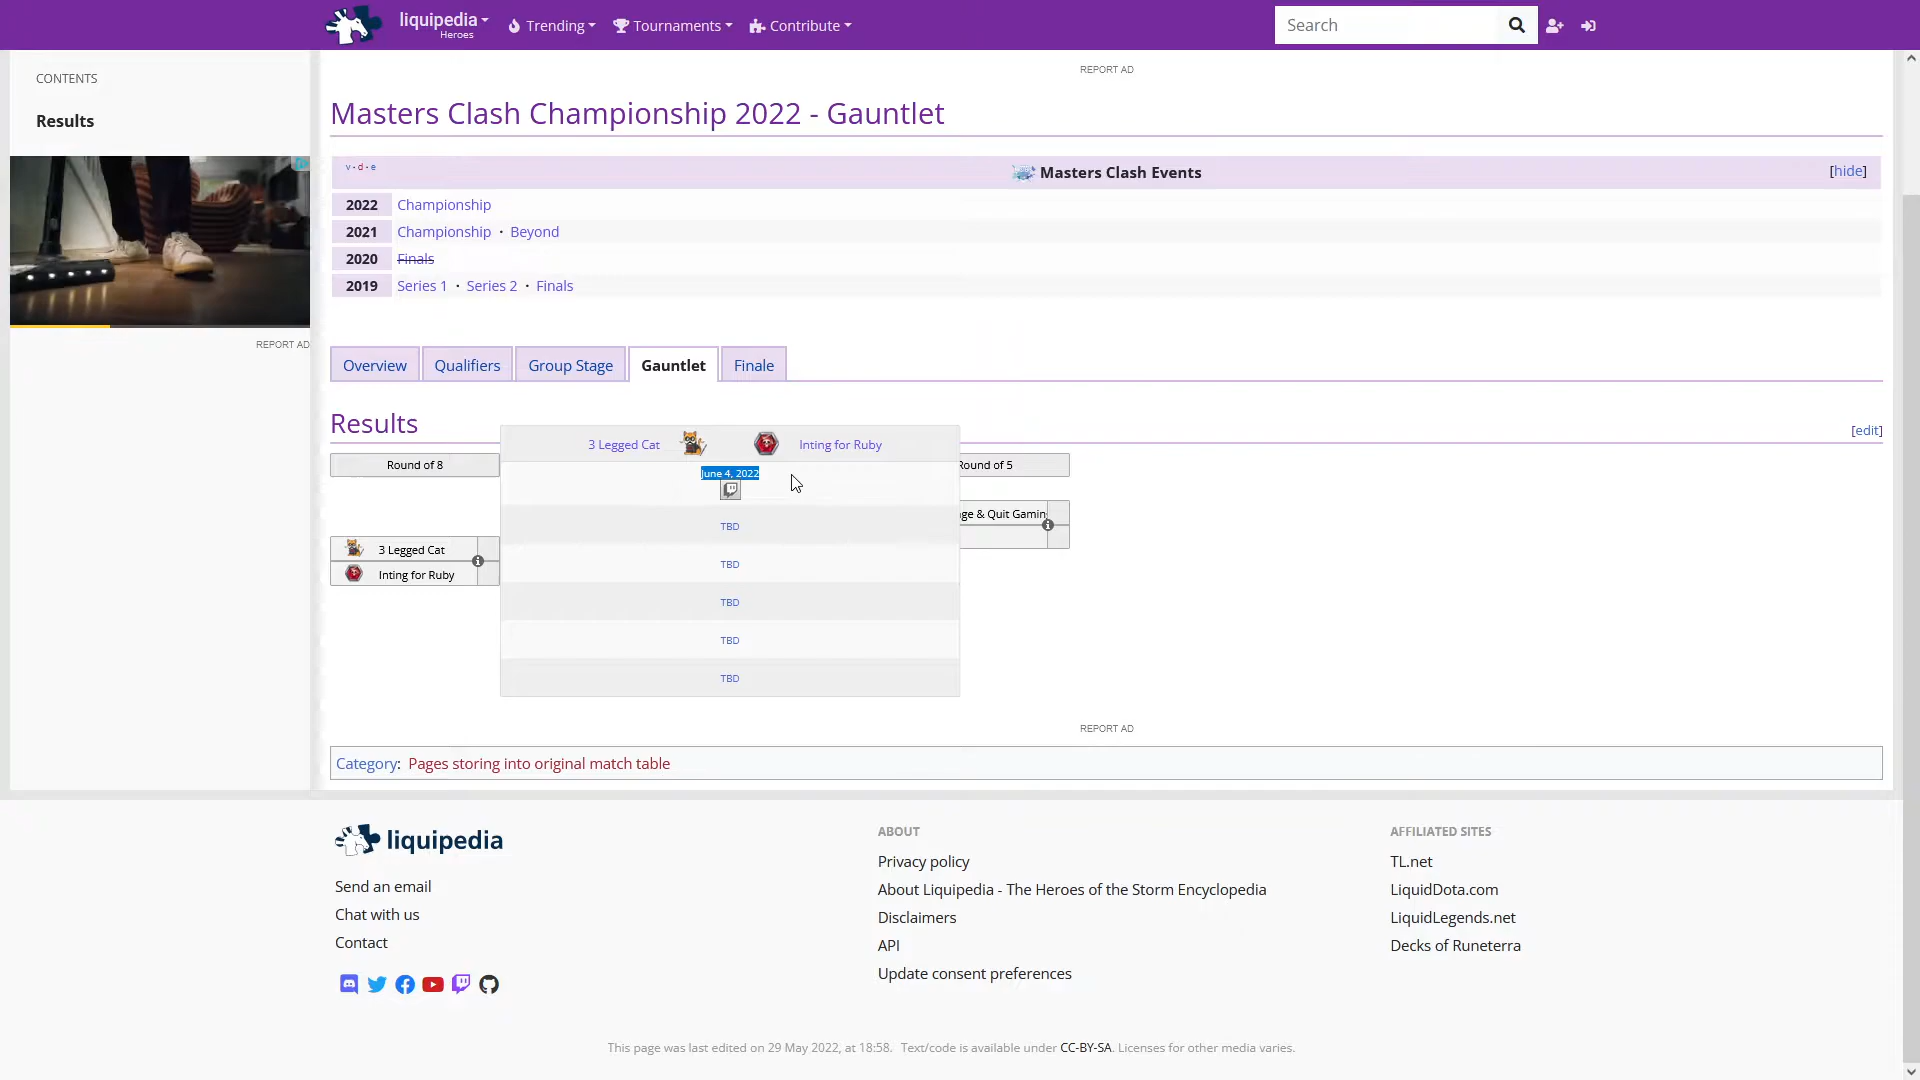 liquipedia
Heroes
Trending
Tournaments
Contribute
Search
CONTENTS
Results
REPORT AD
REPORT AD
Masters Clash Championship 2022 - Gauntlet
v · d · e
Masters Clash Events
[hide]
2022 Championship
2021 Championship · Beyond
2020 Finals
2019 Series 1 · Series 2 · Finals
Overview
Qualifiers
Group Stage
Gauntlet
Finale
Results
[edit]
Round of 8
3 Legged Cat
Inting for Ruby
3 Legged Cat
Inting for Ruby
June 4, 2022
TBD
TBD
TBD
TBD
TBD
Round of 5
ge & Quit Gamin
REPORT AD
Category: Pages storing into original match table
liquipedia
Send an email
Chat with us
Contact
ABOUT
Privacy policy
About Liquipedia - The Heroes of the Storm Encyclopedia
Disclaimers
API
Update consent preferences
AFFILIATED SITES
TL.net
LiquidDota.com
LiquidLegends.net
Decks of Runeterra
This page was last edited on 29 May 2022, at 18:58. Text/code is available under CC-BY-SA. Licenses for other media varies.